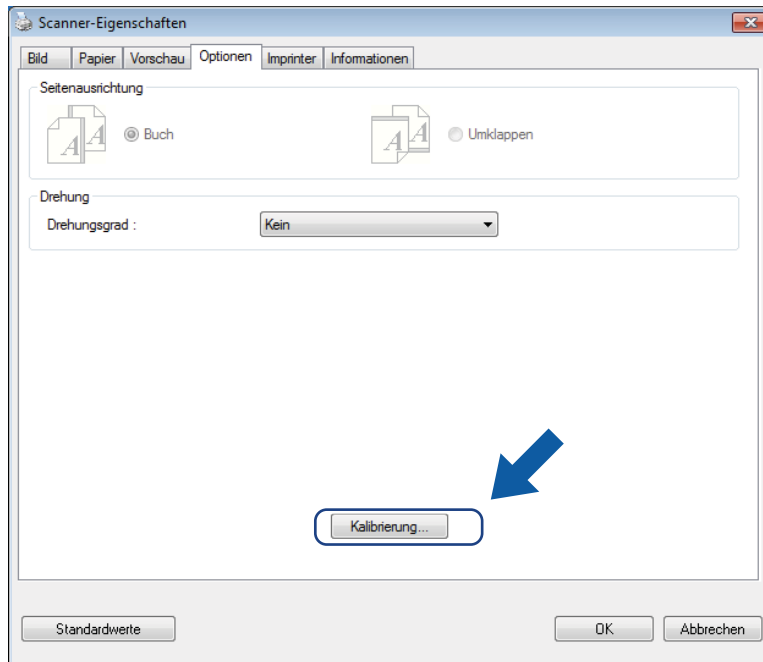 Scanner-Eigenschaften
Bild Papier Vorschau Optionen Imprinter Informationen
Seitenausrichtung
A A Buch A A Umklappen
Drehung
Drehungsgrad : Kein
Kalibrierung...
Standardwerte OK Abbrechen